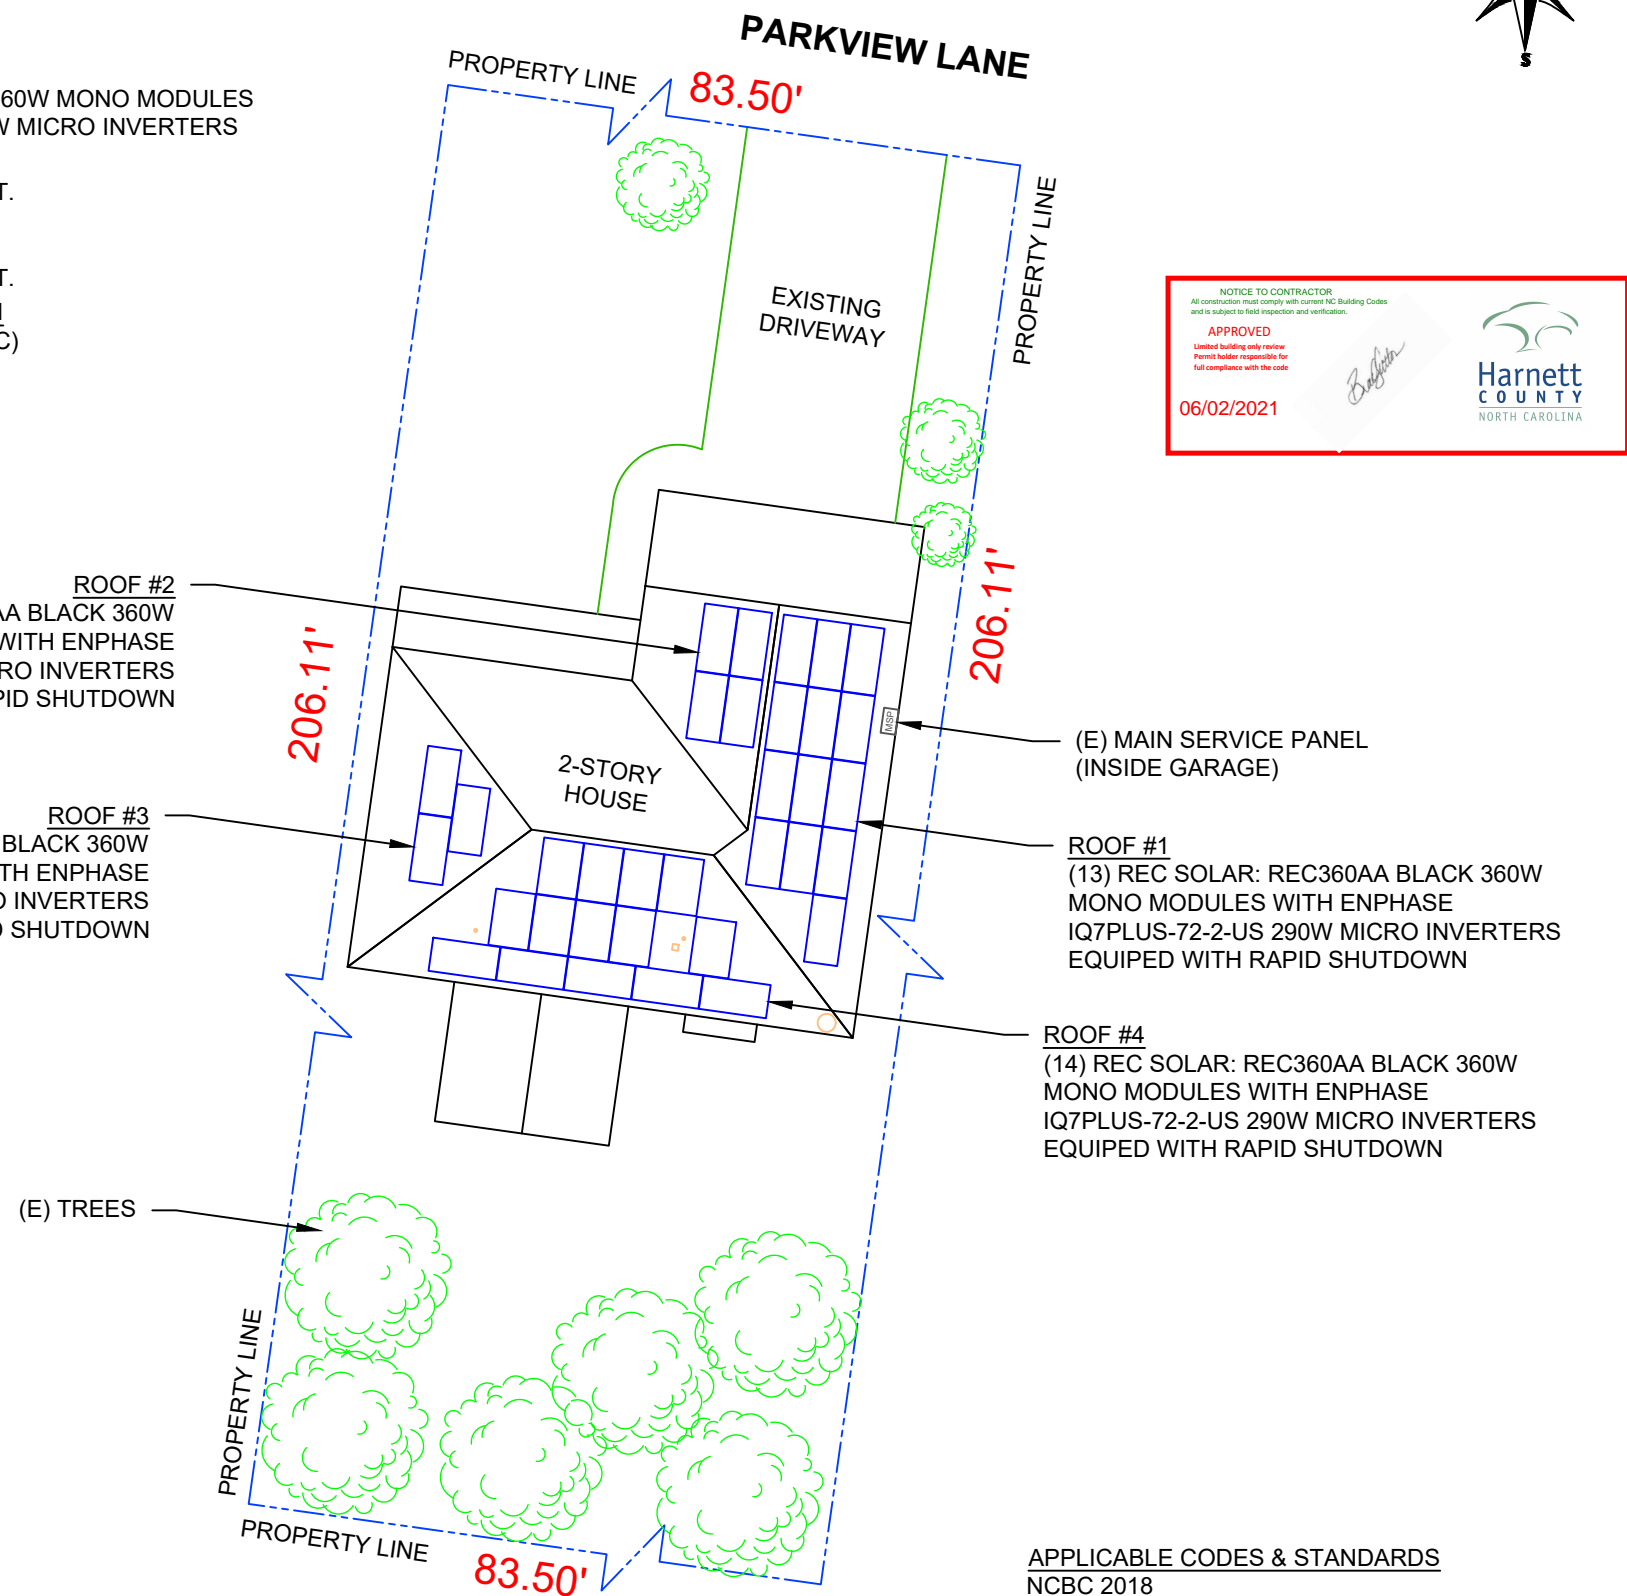 PARKVIEW LANE
S
PROPERTY LINE
83.50'
60W MONO MODULES
MICRO INVERTERS
EXISTING
DRIVEWAY
PROPERTY LINE
NOTICE TO CONTRACTOR
All construction must comply with current NC Building Codes
and is subject to field inspection and verification.
APPROVED
Limited building only review
Permit holder responsible for
full compliance with the code
06/02/2021
Harnett
COUNTY
NORTH CAROLINA
ROOF #2
AA BLACK 360W
WITH ENPHASE
RO INVERTERS
PID SHUTDOWN
206.11'
206.11'
MSP
(E) MAIN SERVICE PANEL
(INSIDE GARAGE)
2-STORY
HOUSE
ROOF #3
BLACK 360W
TH ENPHASE
O INVERTERS
SHUTDOWN
ROOF #1
(13) REC SOLAR: REC360AA BLACK 360W
MONO MODULES WITH ENPHASE
IQ7PLUS-72-2-US 290W MICRO INVERTERS
EQUIPED WITH RAPID SHUTDOWN
ROOF #4
(14) REC SOLAR: REC360AA BLACK 360W
MONO MODULES WITH ENPHASE
IQ7PLUS-72-2-US 290W MICRO INVERTERS
EQUIPED WITH RAPID SHUTDOWN
(E) TREES
PROPERTY LINE
PROPERTY LINE
83.50'
APPLICABLE CODES & STANDARDS
NCBC 2018